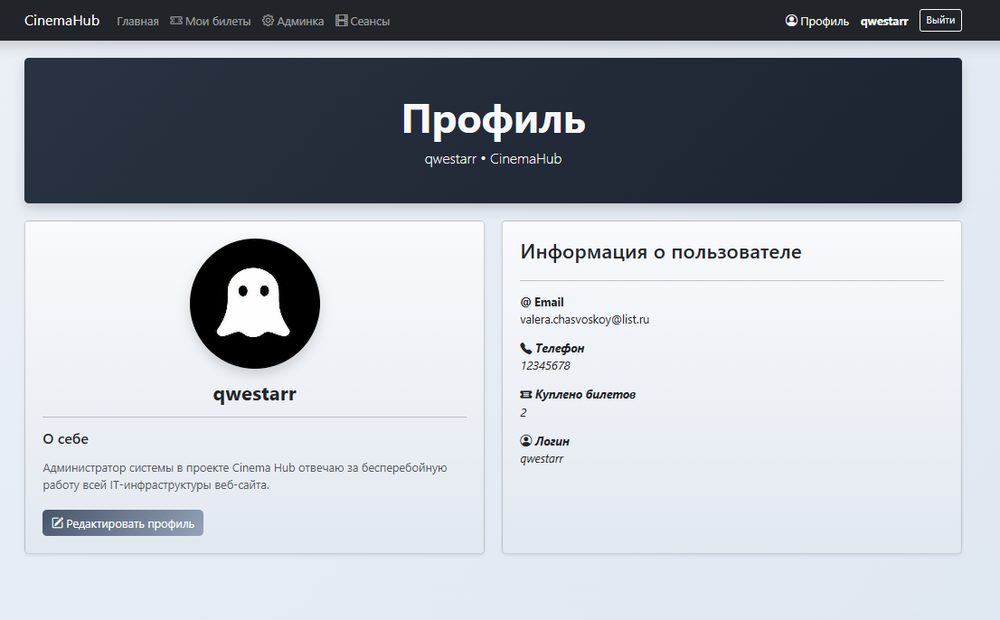 CinemaHub Главная Мои билеты Админка Сеансы Профиль qwestarr Выйти
Профиль
qwestarr • CinemaHub
qwestarr
О себе
Администратор системы в проекте Cinema Hub отвечаю за бесперебойную
работу всей IT-инфраструктуры веб-сайта.
Редактировать профиль
Информация о пользователе
@ Email
valera.chasvoskoy@list.ru
Телефон
12345678
Куплено билетов
2
Логин
qwestarr